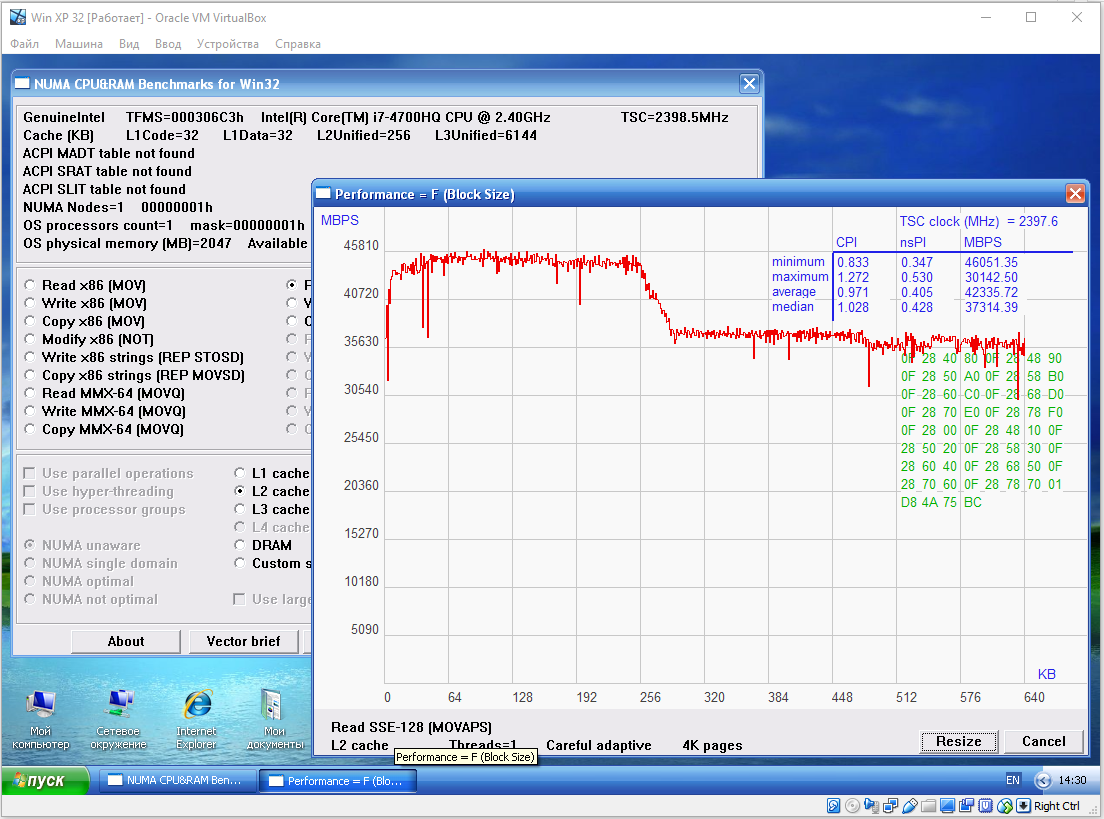 Win XP 32 [Работает] - Oracle VM VirtualBox
Файл Машина Вид Ввод Устройства Справка
NUMA CPU&RAM Benchmarks for Win32
GenuineIntel TFMS=000306C3h Intel(R) Core(TM) i7-4700HQ CPU @ 2.40GHz TSC=2398.5MHz
Cache (KB) L1Code=32 L1Data=32 L2Unified=256 L3Unified=6144
ACPI MADT table not found
ACPI SRAT table not found
ACPI SLIT table not found
NUMA Nodes=1 00000001h
OS processors count=1 mask=00000001h
OS physical memory (MB)=2047 Available
Read x86 (MOV)
Write x86 (MOV)
Copy x86 (MOV)
Modify x86 (NOT)
Write x86 strings (REP STOSD)
Copy x86 strings (REP MOVSD)
Read MMX-64 (MOVQ)
Write MMX-64 (MOVQ)
Copy MMX-64 (MOVQ)
Use parallel operations
Use hyper-threading
Use processor groups
NUMA unaware
NUMA single domain
NUMA optimal
NUMA not optimal
L1 cache
L2 cache
L3 cache
L4 cache
DRAM
Custom s
Use large
About Vector brief
Performance = F (Block Size)
MBPS
TSC clock (MHz) = 2397.6
CPI nsPI MBPS
minimum 0.833 0.347 46051.35
maximum 1.272 0.530 30142.50
average 0.971 0.405 42335.72
median 1.028 0.428 37314.39
45810
40720
35630
30540
25450
20360
15270
10180
5090
0F 28 40 80 0F 28 48 90
0F 28 50 A0 0F 28 58 B0
0F 28 60 C0 0F 28 68 D0
0F 28 70 E0 0F 28 78 F0
0F 28 00 0F 28 48 10 0F
28 50 20 0F 28 58 30 0F
28 60 40 0F 28 68 50 0F
28 70 60 0F 28 78 70 01
D8 4A 75 BC
KB
0 64 128 192 256 320 384 448 512 576 640
Read SSE-128 (MOVAPS)
L2 cache Threads=1 Careful adaptive 4K pages
Resize Cancel
Performance = F (Block Size)
Мой компьютер
Сетевое окружение
Internet Explorer
Мои документы
пуск NUMA CPU&RAM Ben... Performance = F (Blo... EN 14:30
Right Ctrl